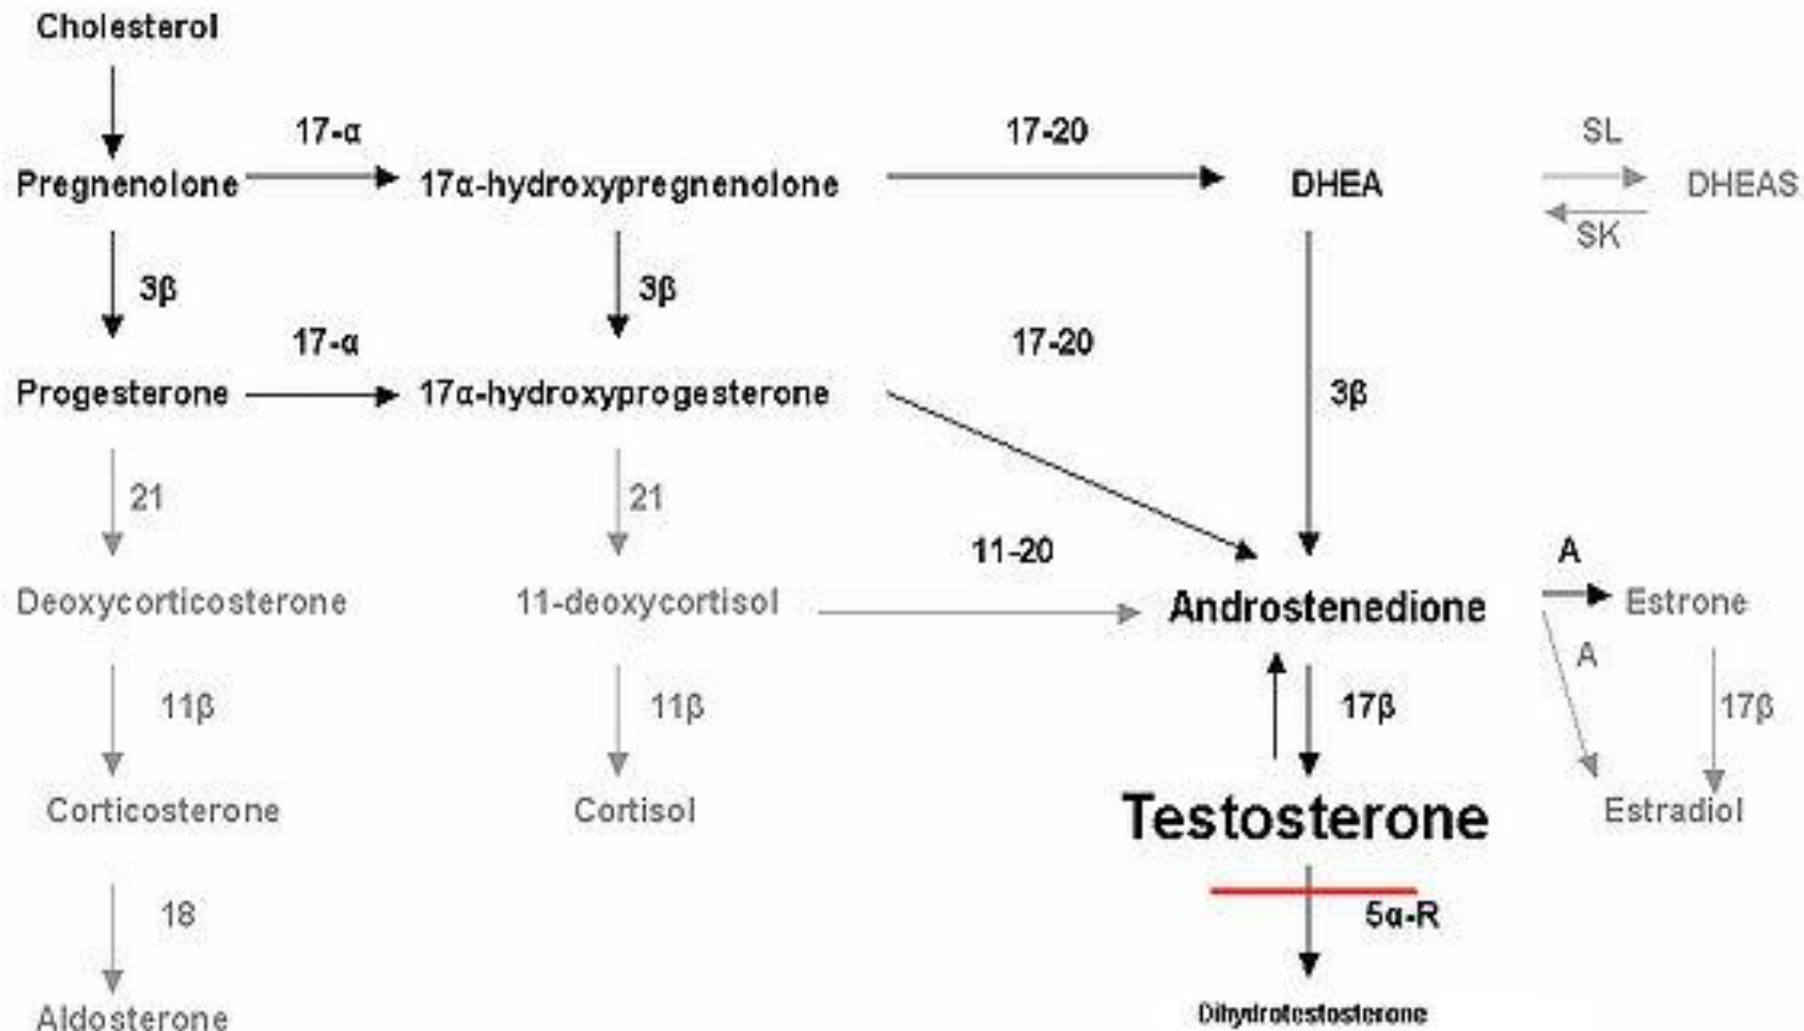 Cholesterol
17-α
17-20
SL
Pregnenolone
17α-hydroxypregnenolone
DHEA
DHEAS
SK
3β
3β
17-α
17-20
Progesterone
17α-hydroxyprogesterone
3β
21
21
11-20
A
Deoxycorticosterone
11-deoxycortisol
Androstenedione
Estrone
A
11β
11β
17β
17β
Corticosterone
Cortisol
Testosterone
Estradiol
18
5α-R
Aldosterone
Dihydrotestosterone